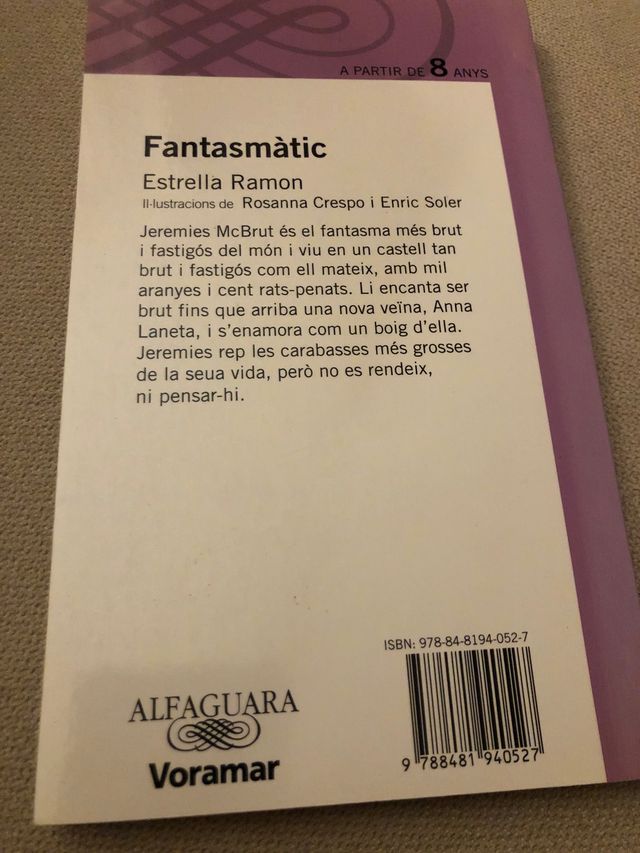 A PARTIR DE 8 ANYS
Fantasmàtic
Estrella Ramon
Il·lustracions de Rosanna Crespo i Enric Soler
Jeremies McBrut és el fantasma més brut
i fastigós del món i viu en un castell tan
brut i fastigós com ell mateix, amb mil
aranyes i cent rats-penats. Li encanta ser
brut fins que arriba una nova veïna, Anna
Laneta, i s'enamora com un boig d'ella.
Jeremies rep les carabasses més grosses
de la seua vida, però no es rendeix,
ni pensar-hi.
ISBN: 978-84-8194-052-7
9 788481 940527
ALFAGUARA
Voramar